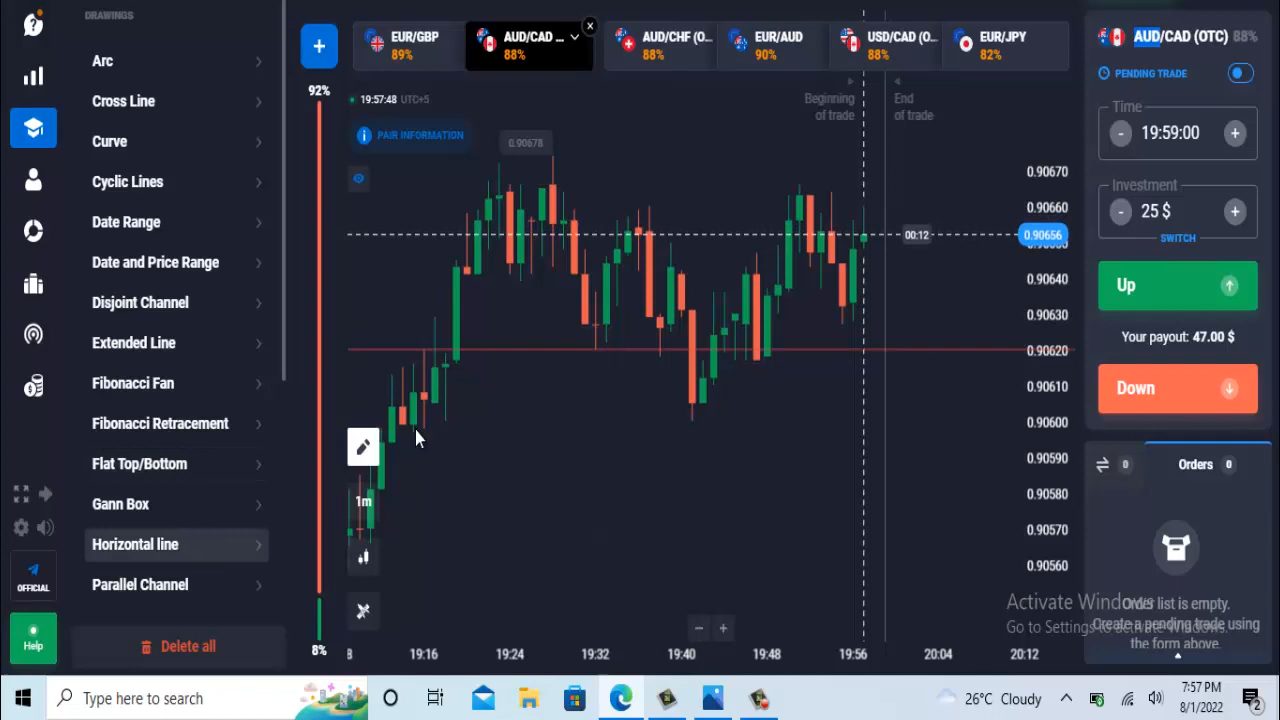 DRAWINGS
Arc
Cross Line
Curve
Cyclic Lines
Date Range
Date and Price Range
Disjoint Channel
Extended Line
Fibonacci Fan
Fibonacci Retracement
Flat Top/Bottom
Gann Box
Horizontal line
Parallel Channel
Delete all
OFFICIAL
Help
92%
8%
+
EUR/GBP
89%
AUD/CAD ...
88%
AUD/CHF (O...
88%
EUR/AUD
90%
USD/CAD (O...
88%
EUR/JPY
82%
19:57:48 UTC+5
PAIR INFORMATION
0.90678
Beginning
of trade
End
of trade
00:12
0.90670
0.90660
0.90656
0.90640
0.90630
0.90620
0.90610
0.90600
0.90590
0.90580
0.90570
0.90560
1m
8
19:16
19:24
19:32
19:40
19:48
19:56
20:04
20:12
AUD/CAD (OTC) 88%
PENDING TRADE
Time
- 19:59:00 +
Investment
- 25 $ +
SWITCH
Up
Your payout: 47.00 $
Down
0
Orders 0
Order list is empty.
Create a pending trade using
the form above.
Activate Windows
Go to Settings to activate Windows.
Type here to search
26°C Cloudy
7:57 PM
8/1/2022
2